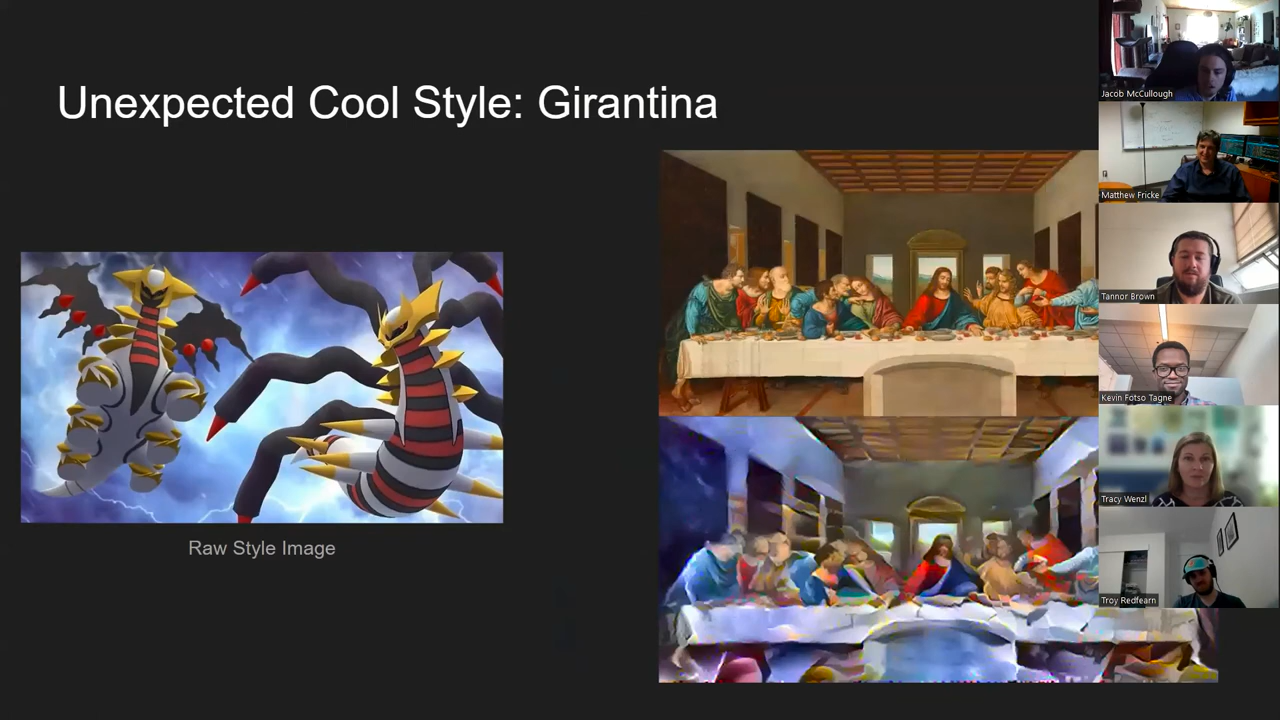 Unexpected Cool Style: Girantina
Raw Style Image
Jacob McCullough
Matthew Fricke
Tannor Brown
Kevin Fotso Tagne
Tracy Wenzl
Troy Redfearn